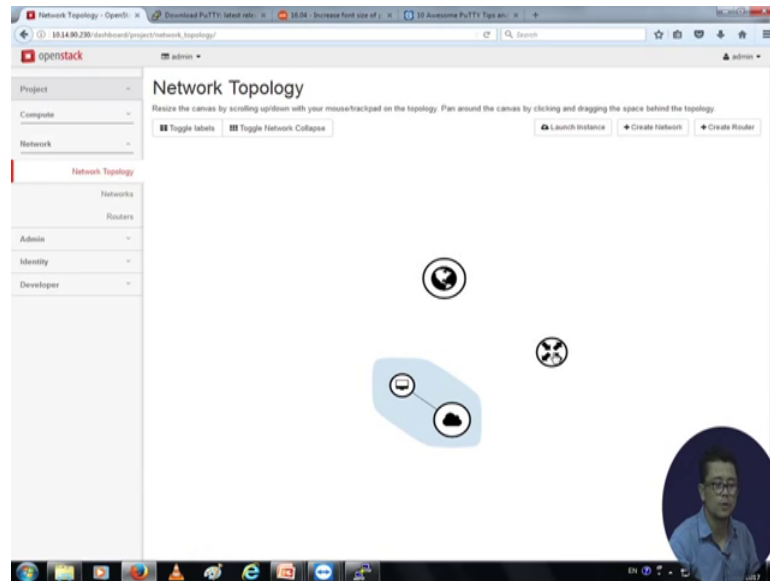 Network Topology - OpenSt
Download PuTTY: latest rele
16.04 - Increase font size of
10 Awesome PuTTY Tips an
10.14.90.230/dashboard/project/network_topology/
Search
openstack
admin
admin
Project
Compute
Network
Network Topology
Networks
Routers
Admin
Identity
Developer
Network Topology
Resize the canvas by scrolling up/down with your mouse/trackpad on the topology. Pan around the canvas by clicking and dragging the space behind the topology.
Toggle labels
Toggle Network Collapse
Launch Instance
+ Create Network
+ Create Router
EN